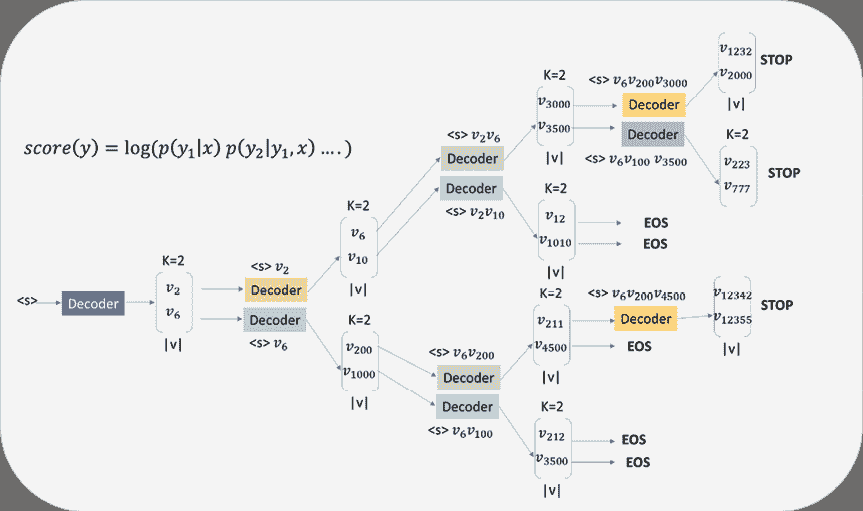 score(y) = log(p(y₁|x) p(y₂|y₁,x) ....)
<s>
Decoder
K=2
v₂
v₆
|v|
<s> v₂
Decoder
Decoder
<s> v₆
K=2
v₆
v₁₀
|v|
K=2
v₂₀₀
v₁₀₀₀
|v|
<s> v₂v₆
Decoder
Decoder
<s> v₂v₁₀
<s> v₆v₂₀₀
Decoder
Decoder
<s> v₆v₁₀₀
K=2
v₃₀₀₀
v₃₅₀₀
|v|
K=2
v₁₂
v₁₀₁₀
|v|
EOS
EOS
K=2
v₂₁₁
v₄₅₀₀
|v|
EOS
K=2
v₂₁₂
v₃₅₀₀
|v|
EOS
EOS
<s> v₆v₂₀₀v₃₀₀₀
Decoder
Decoder
<s> v₆v₁₀₀ v₃₅₀₀
v₁₂₃₂
v₂₀₀₀
|v|
STOP
K=2
v₂₂₃
v₇₇₇
|v|
STOP
<s> v₆v₂₀₀v₄₅₀₀
Decoder
v₁₂₃₄₂
v₁₂₃₅₅
|v|
STOP